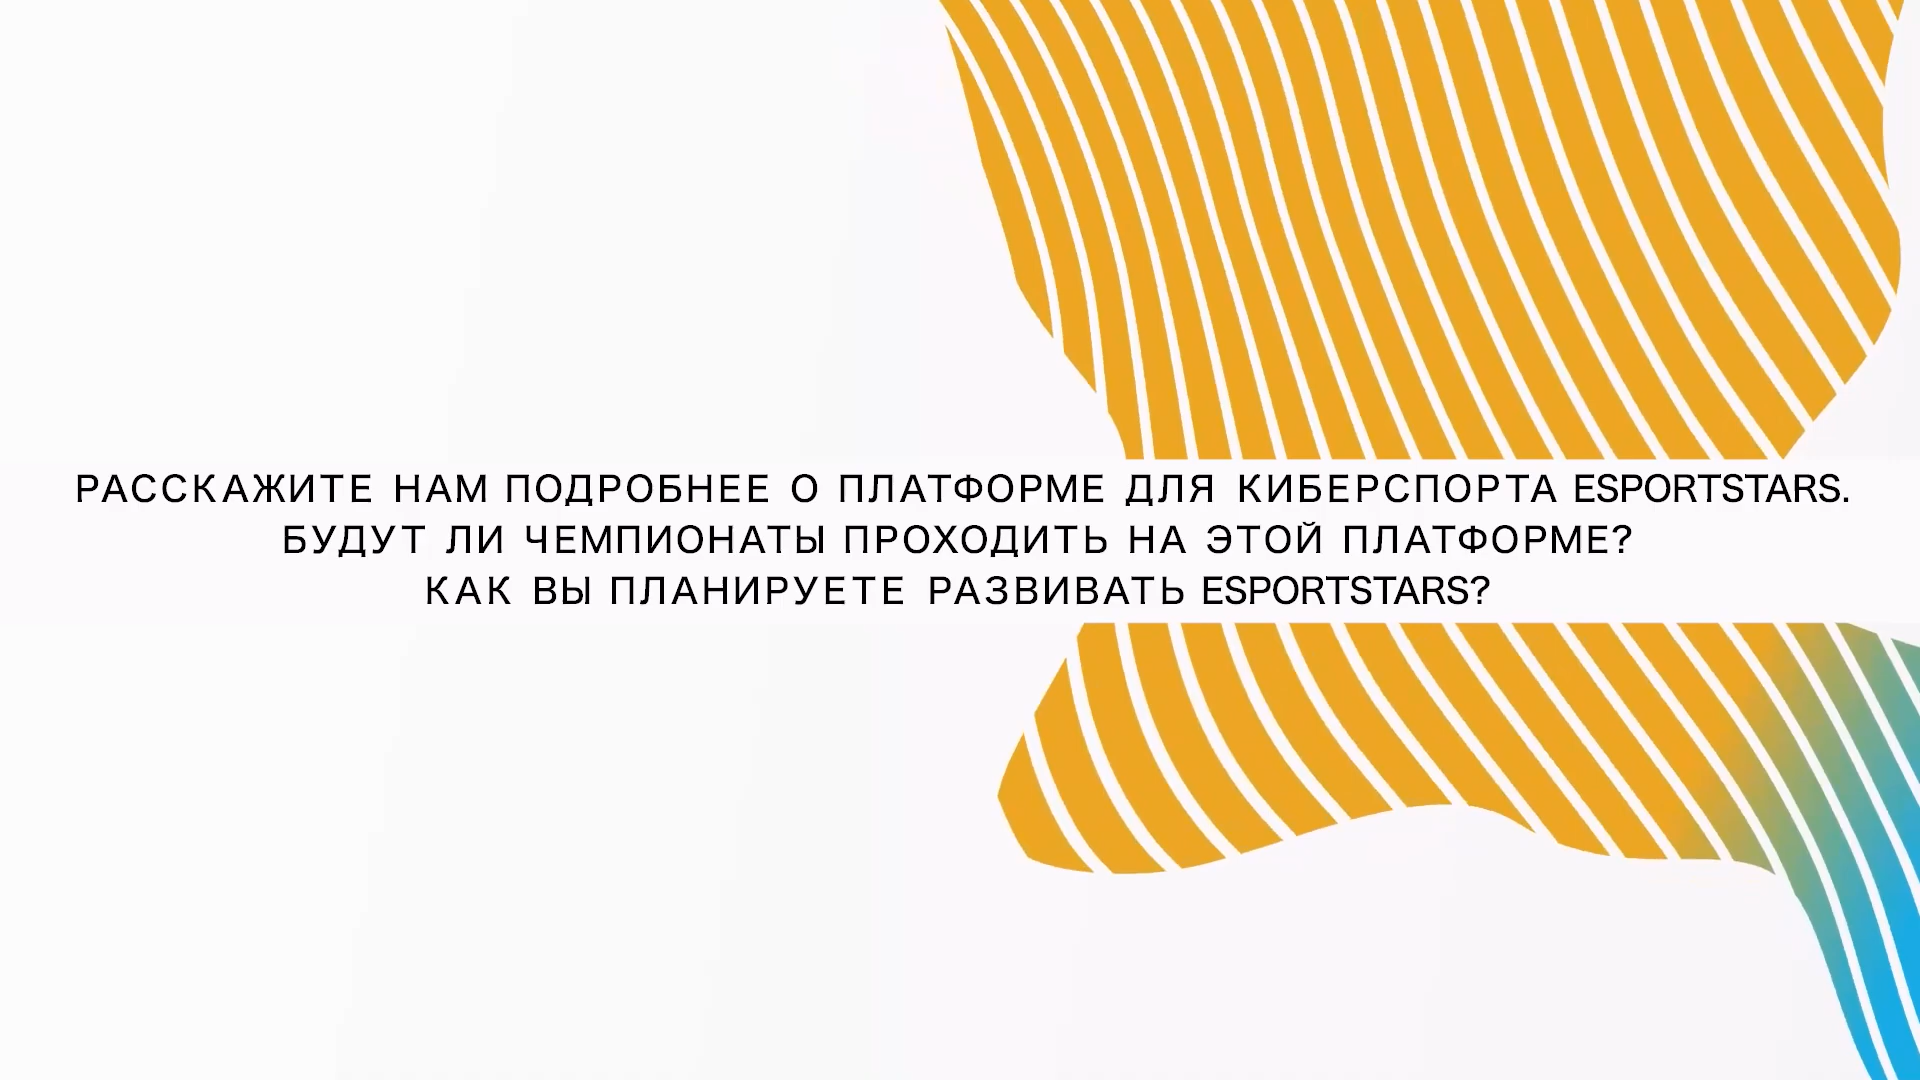 РАССКАЖИТЕ НАМ ПОДРОБНЕЕ О ПЛАТФОРМЕ ДЛЯ КИБЕРСПОРТА ESPORTSTARS.
БУДУТ ЛИ ЧЕМПИОНАТЫ ПРОХОДИТЬ НА ЭТОЙ ПЛАТФОРМЕ?
КАК ВЫ ПЛАНИРУЕТЕ РАЗВИВАТЬ ESPORTSTARS?